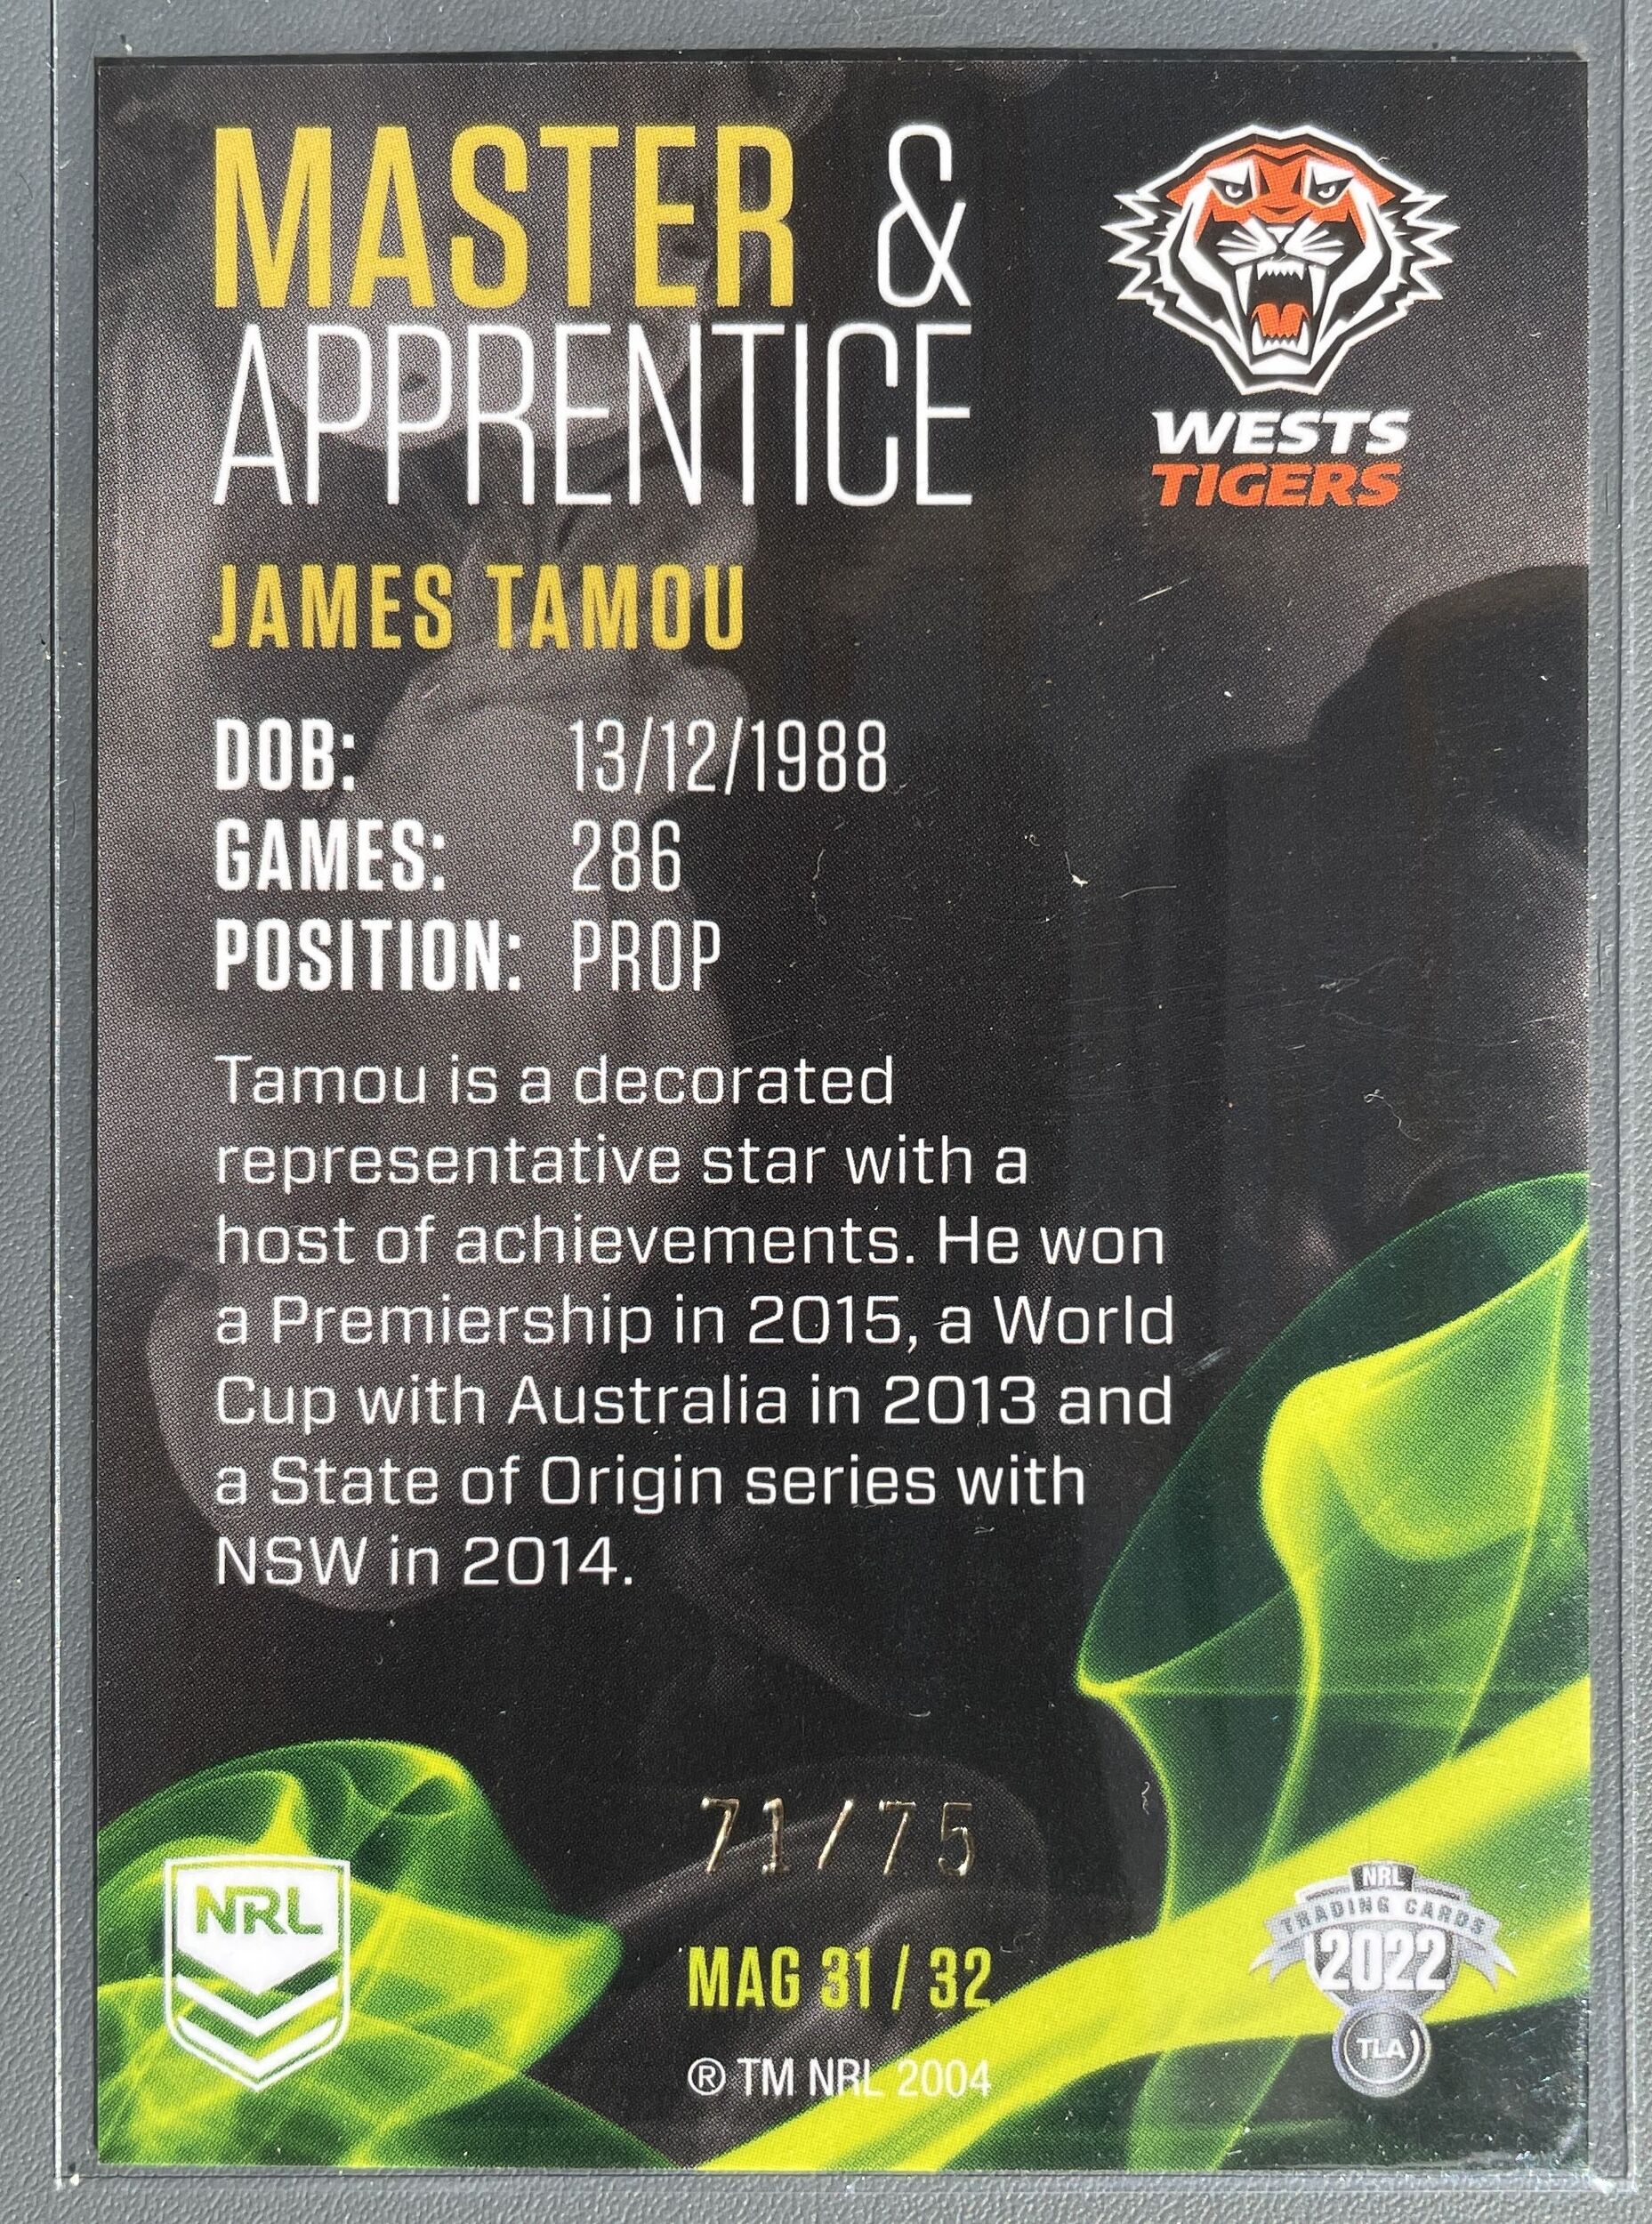 MASTER &
APPRENTICE
WESTS
TIGERS
JAMES TAMOU
DOB: 13/12/1988
GAMES: 286
POSITION: PROP
Tamou is a decorated
representative star with a
host of achievements. He won
a Premiership in 2015, a World
Cup with Australia in 2013 and
a State of Origin series with
NSW in 2014.
71/75
NRL
MAG 31 / 32
® TM NRL 2004
NRL
TRADING CARDS
2022
TLA